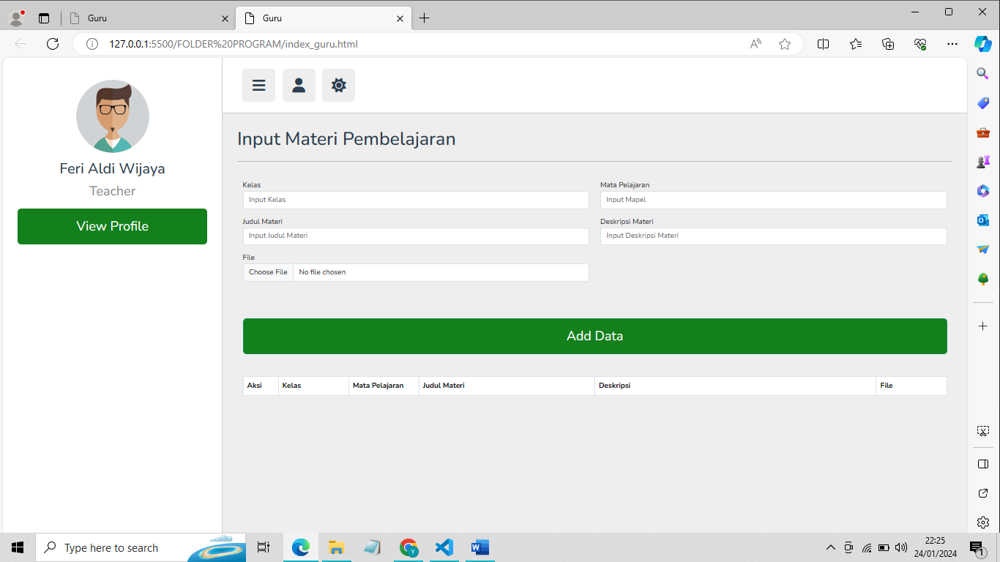 Guru
Guru
127.0.0.1:5500/FOLDER%20PROGRAM/index_guru.html
Feri Aldi Wijaya
Teacher
View Profile
Input Materi Pembelajaran
Kelas
Input Kelas
Mata Pelajaran
Input Mapel
Judul Materi
Input Judul Materi
Deskripsi Materi
Input Deskripsi Materi
File
Choose File No file chosen
Add Data
Aksi Kelas Mata Pelajaran Judul Materi Deskripsi File
Type here to search
22:25
24/01/2024
1